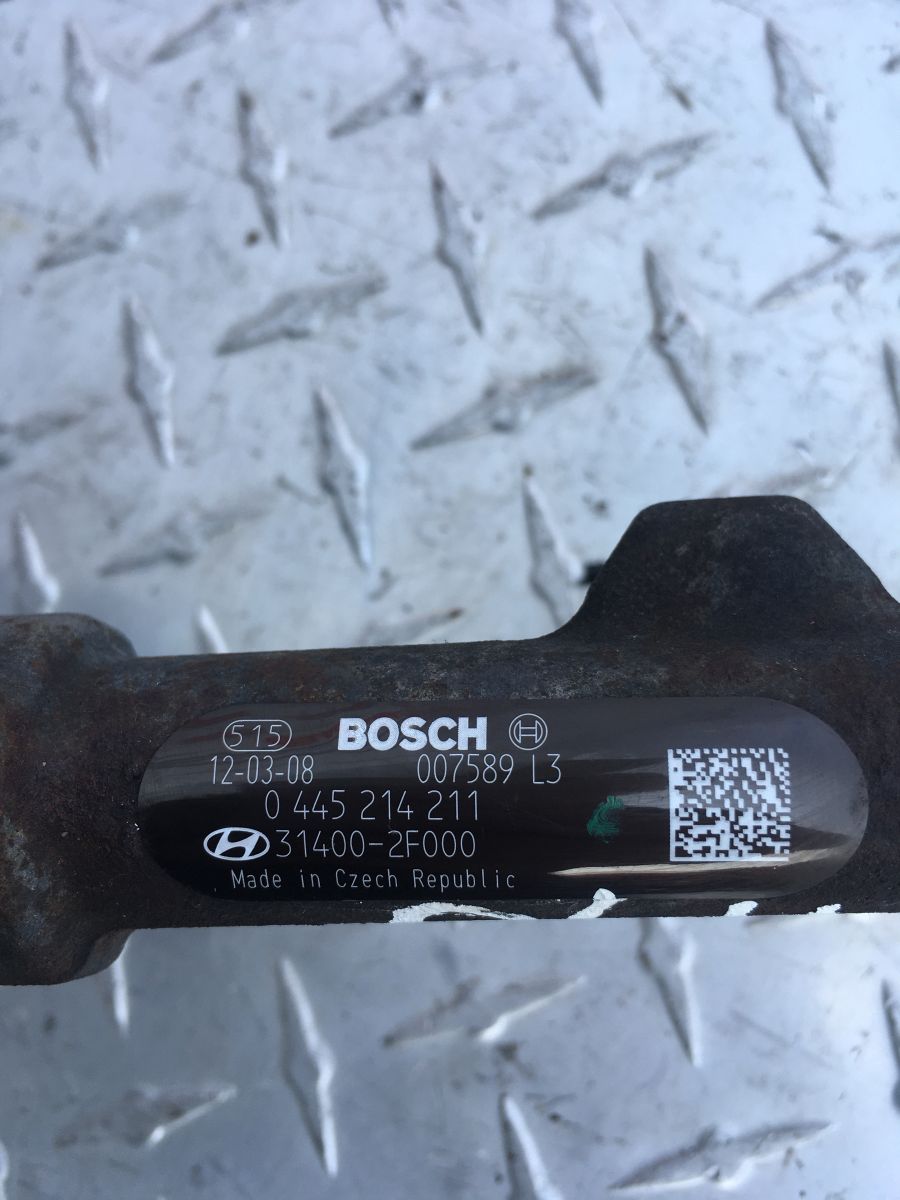 515 BOSCH
12-03-08 007589 L3
0 445 214 211
31400-2F000
Made in Czech Republic